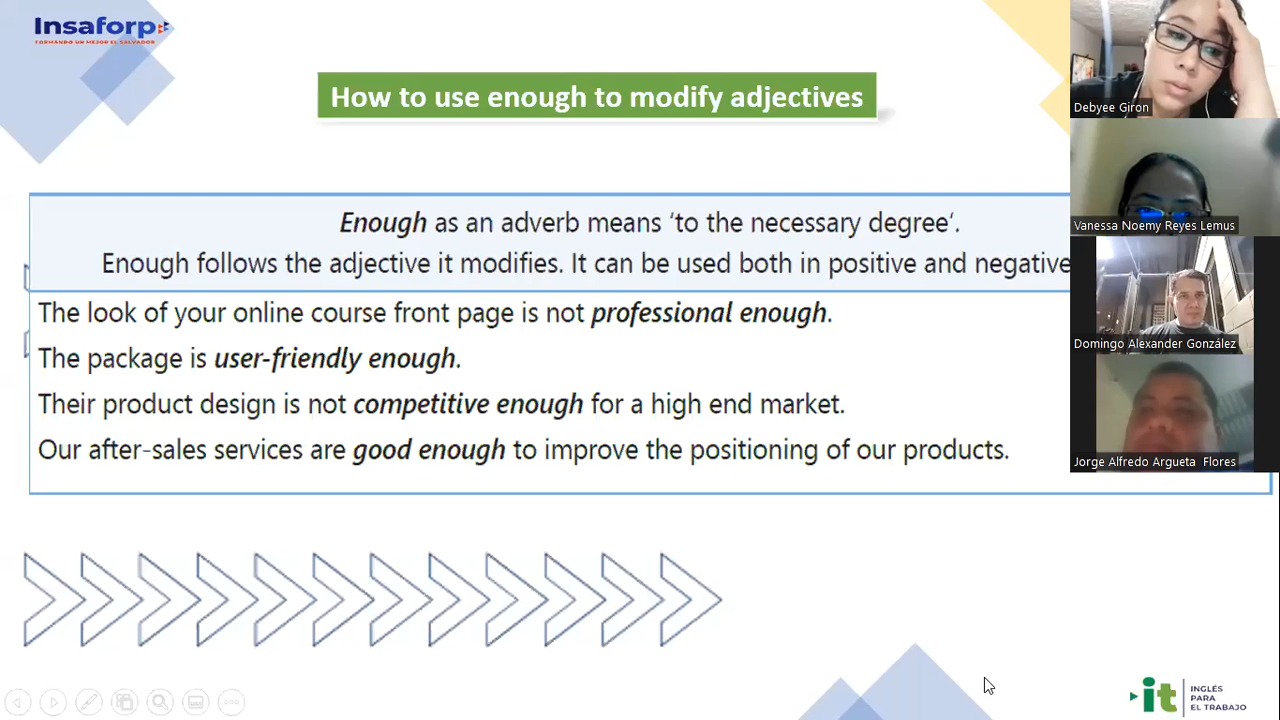 Insaforp
FORMANDO UN MEJOR EL SALVADOR
How to use enough to modify adjectives
Enough as an adverb means ‘to the necessary degree‘.
Enough follows the adjective it modifies. It can be used both in positive and negative
The look of your online course front page is not professional enough.
The package is user-friendly enough.
Their product design is not competitive enough for a high end market.
Our after-sales services are good enough to improve the positioning of our products.
Debyee Giron
Vanessa Noemy Reyes Lemus
Domingo Alexander González
Jorge Alfredo Argueta Flores
it
INGLÉS
PARA
EL TRABAJO